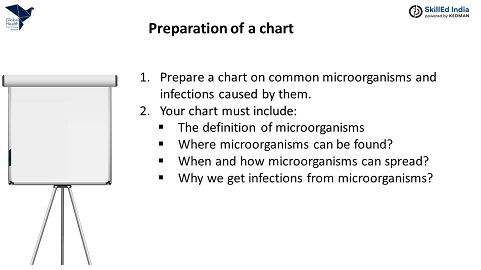 Global
Health
SkillEd India
powered by KEDMAN
Preparation of a chart
1. Prepare a chart on common microorganisms and
infections caused by them.
2. Your chart must include:
▪ The definition of microorganisms
▪ Where microorganisms can be found?
▪ When and how microorganisms can spread?
▪ Why we get infections from microorganisms?